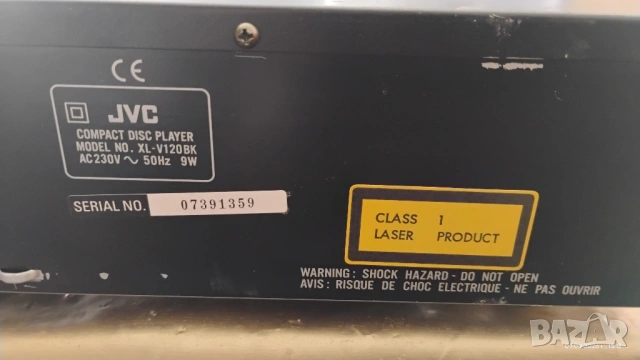 CE
JVC
COMPACT DISC PLAYER
MODEL NO. XL-V120BK
AC230V ~ 50Hz 9W
SERIAL NO. 07391359
CLASS 1
LASER PRODUCT
WARNING : SHOCK HAZARD - DO NOT OPEN
AVIS : RISQUE DE CHOC ELECTRIQUE - NE PAS OUVRIR
BAZAR